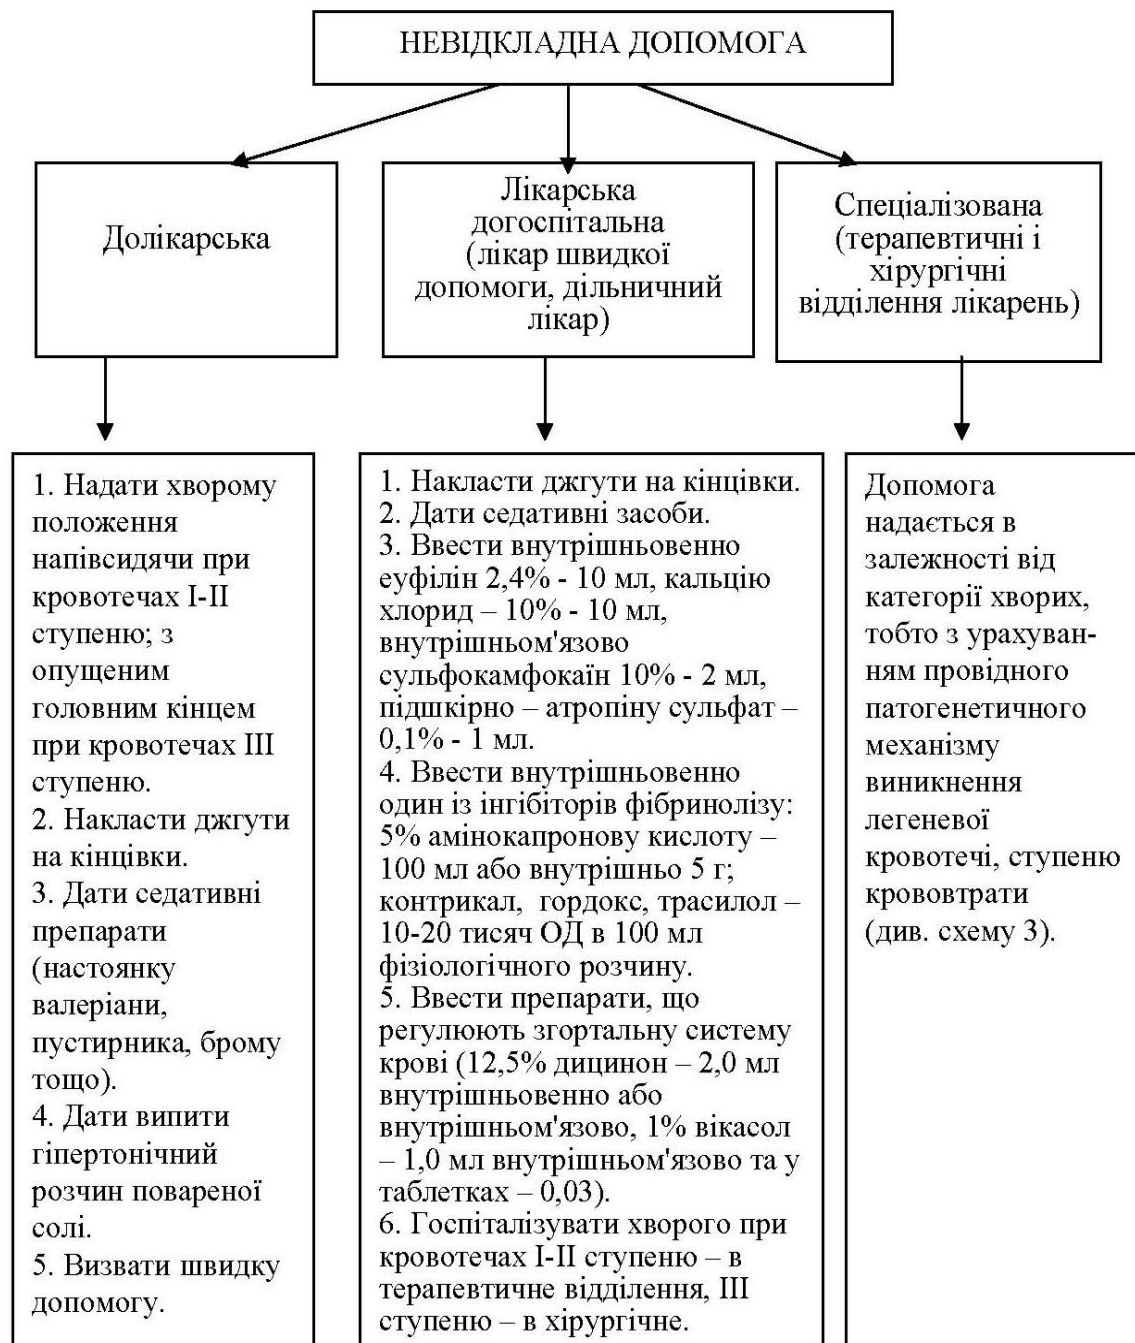 НЕВІДКЛАДНА ДОПОМОГА
Долікарська
Лікарська
догоспітальна
(лікар швидкої
допомоги, дільничний
лікар)
Спеціалізована
(терапевтичні і
хірургічні
відділення лікарень)
1. Надати хворому
положення
напівсидячи при
кровотечах І-ІІ
ступеню; з
опущеним
головним кінцем
при кровотечах ІІІ
ступеню.
2. Накласти джгути
на кінцівки.
3. Дати седативні
препарати
(настоянку
валеріани,
пустирника, брому
тощо).
4. Дати випити
гіпертонічний
розчин повареної
солі.
5. Визвати швидку
допомогу.
1. Накласти джгути на кінцівки.
2. Дати седативні засоби.
3. Ввести внутрішньовенно
еуфілін 2,4% - 10 мл, кальцію
хлорид – 10% - 10 мл,
внутрішньом'язово
сульфокамфокаїн 10% - 2 мл,
підшкірно – атропіну сульфат –
0,1% - 1 мл.
4. Ввести внутрішньовенно
один із інгібіторів фібринолізу:
5% амінокапронову кислоту –
100 мл або внутрішньо 5 г;
контрикал, гордокс, трасилол –
10-20 тисяч ОД в 100 мл
фізіологічного розчину.
5. Ввести препарати, що
регулюють згортальну систему
крові (12,5% дицинон – 2,0 мл
внутрішньовенно або
внутрішньом'язово, 1% вікасол
– 1,0 мл внутрішньом'язово та у
таблетках – 0,03).
6. Госпіталізувати хворого при
кровотечах І-ІІ ступеню – в
терапевтичне відділення, ІІІ
ступеню – в хірургічне.
Допомога
надається в
залежності від
категорії хворих,
тобто з урахуван-
ням провідного
патогенетичного
механізму
виникнення
легеневої
кровотечі, ступеню
крововтрати
(див. схему 3).